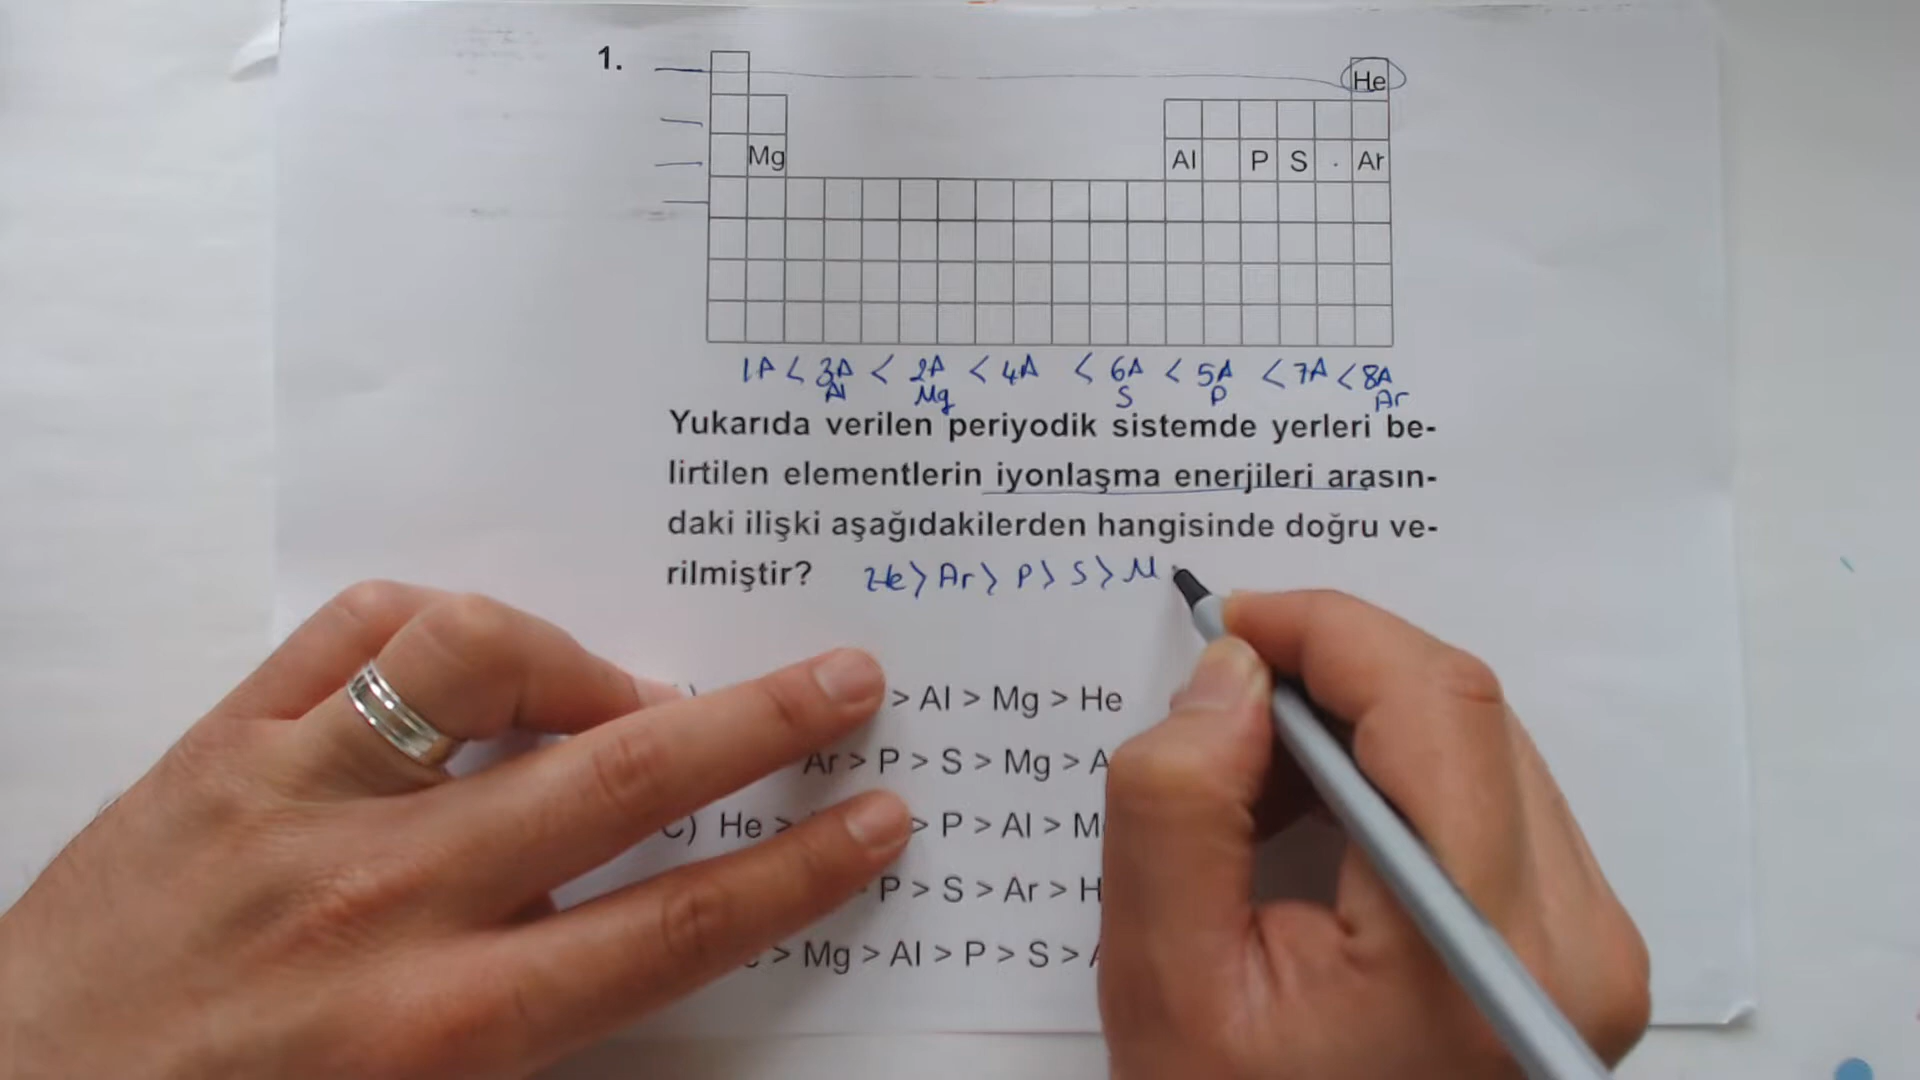 1.
He
Mg Al P S . Ar
1A < 3A < 2A < 4A < 6A < 5A < 7A < 8A
Al Mg S P Ar
Yukarıda verilen periyodik sistemde yerleri be-
lirtilen elementlerin iyonlaşma enerjileri arasın-
daki ilişki aşağıdakilerden hangisinde doğru ve-
rilmiştir? He > Ar > P > S > M
> Al > Mg > He
Ar > P > S > Mg >
C) He > > P > Al >
P > S > Ar >
> Mg > Al > P > S >